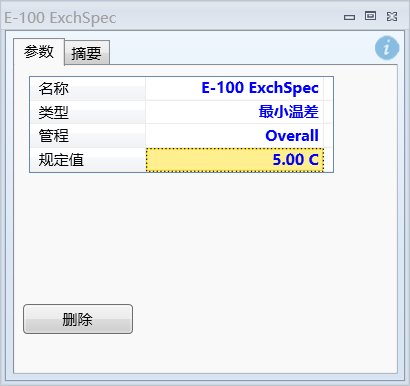 E-100 ExchSpec
参数 摘要
名称 E-100 ExchSpec
类型 最小温差
管程 Overall
规定值 5.00 C
删除